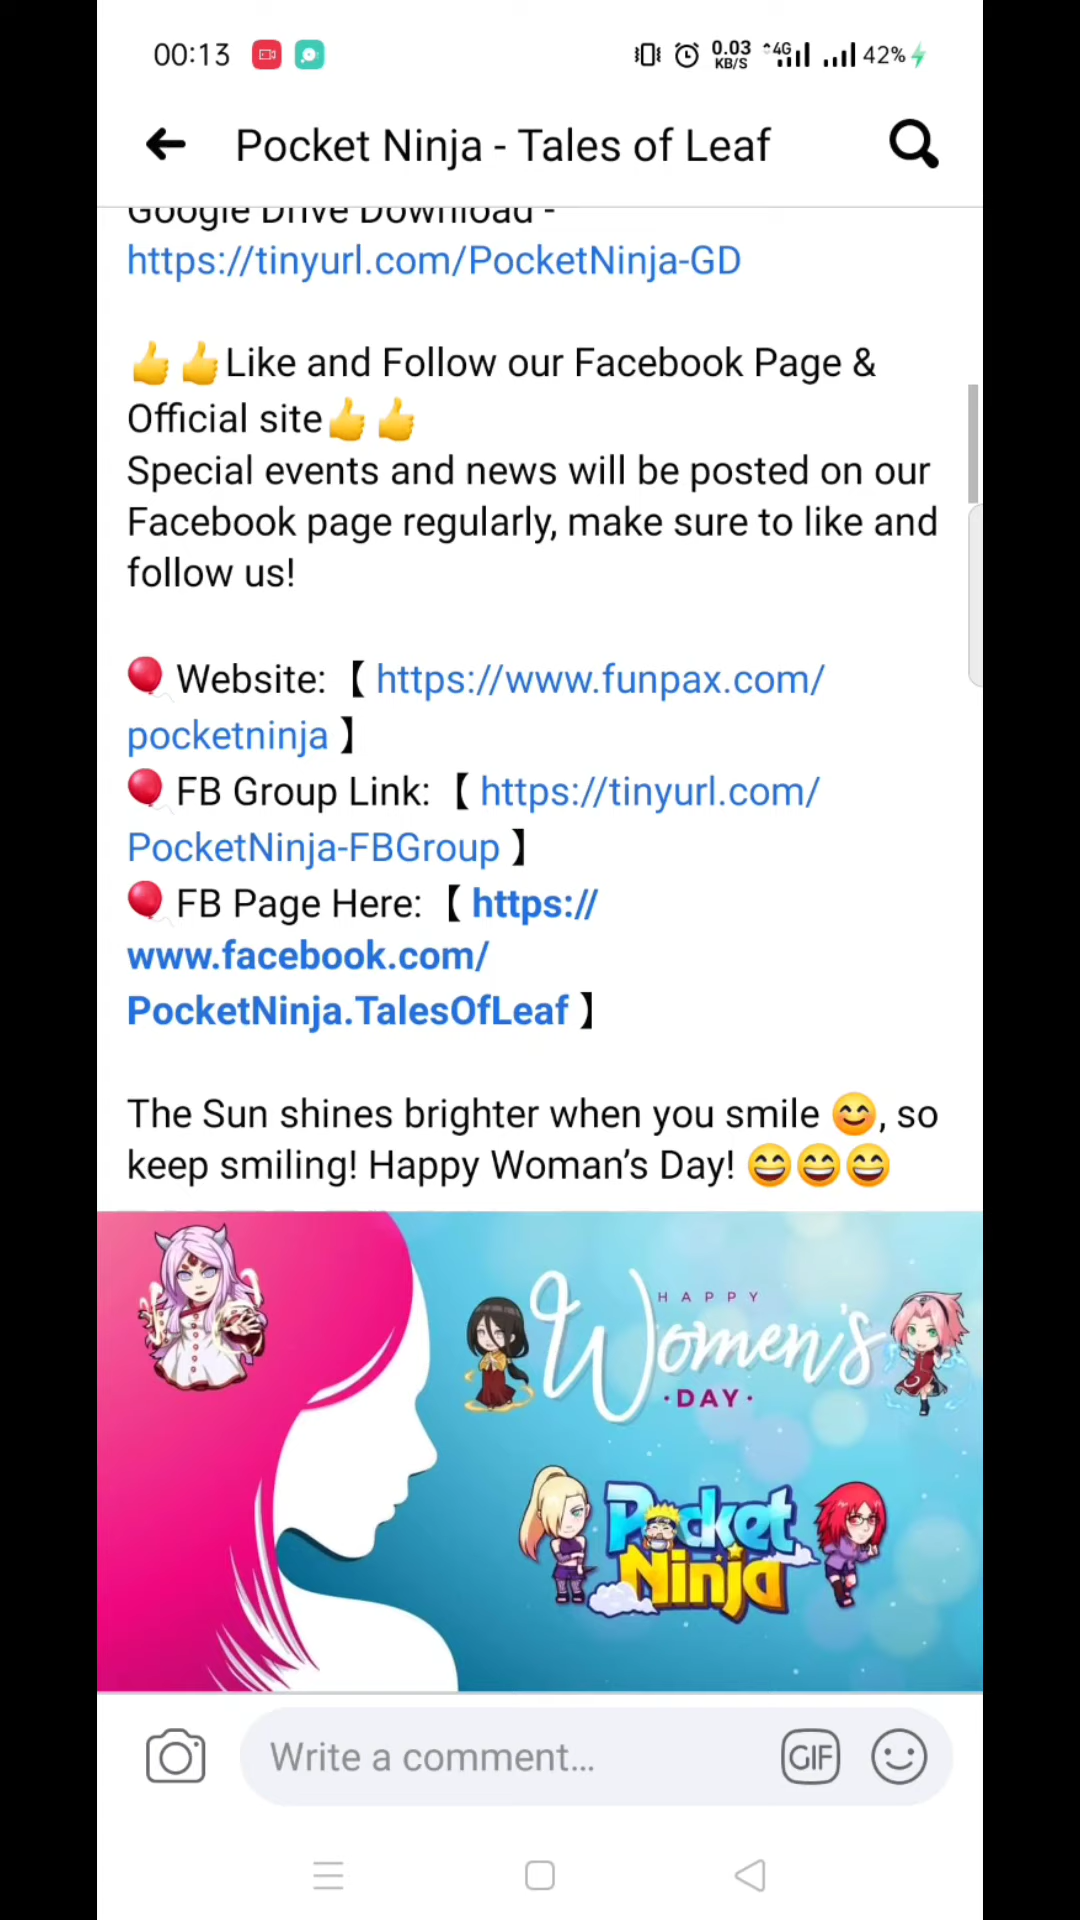 00:13
0.03 KB/S 4G 42%
Pocket Ninja - Tales of Leaf
Google Drive Download -
https://tinyurl.com/PocketNinja-GD
👍👍Like and Follow our Facebook Page &
Official site👍👍
Special events and news will be posted on our
Facebook page regularly, make sure to like and
follow us!
🎈Website: 【 https://www.funpax.com/
pocketninja 】
🎈FB Group Link: 【 https://tinyurl.com/
PocketNinja-FBGroup 】
🎈FB Page Here: 【 https://
www.facebook.com/
PocketNinja.TalesOfLeaf 】
The Sun shines brighter when you smile 😊, so
keep smiling! Happy Woman’s Day! 😄😄😄
HAPPY
Women's
·DAY·
Pocket
Ninja
Write a comment...
GIF